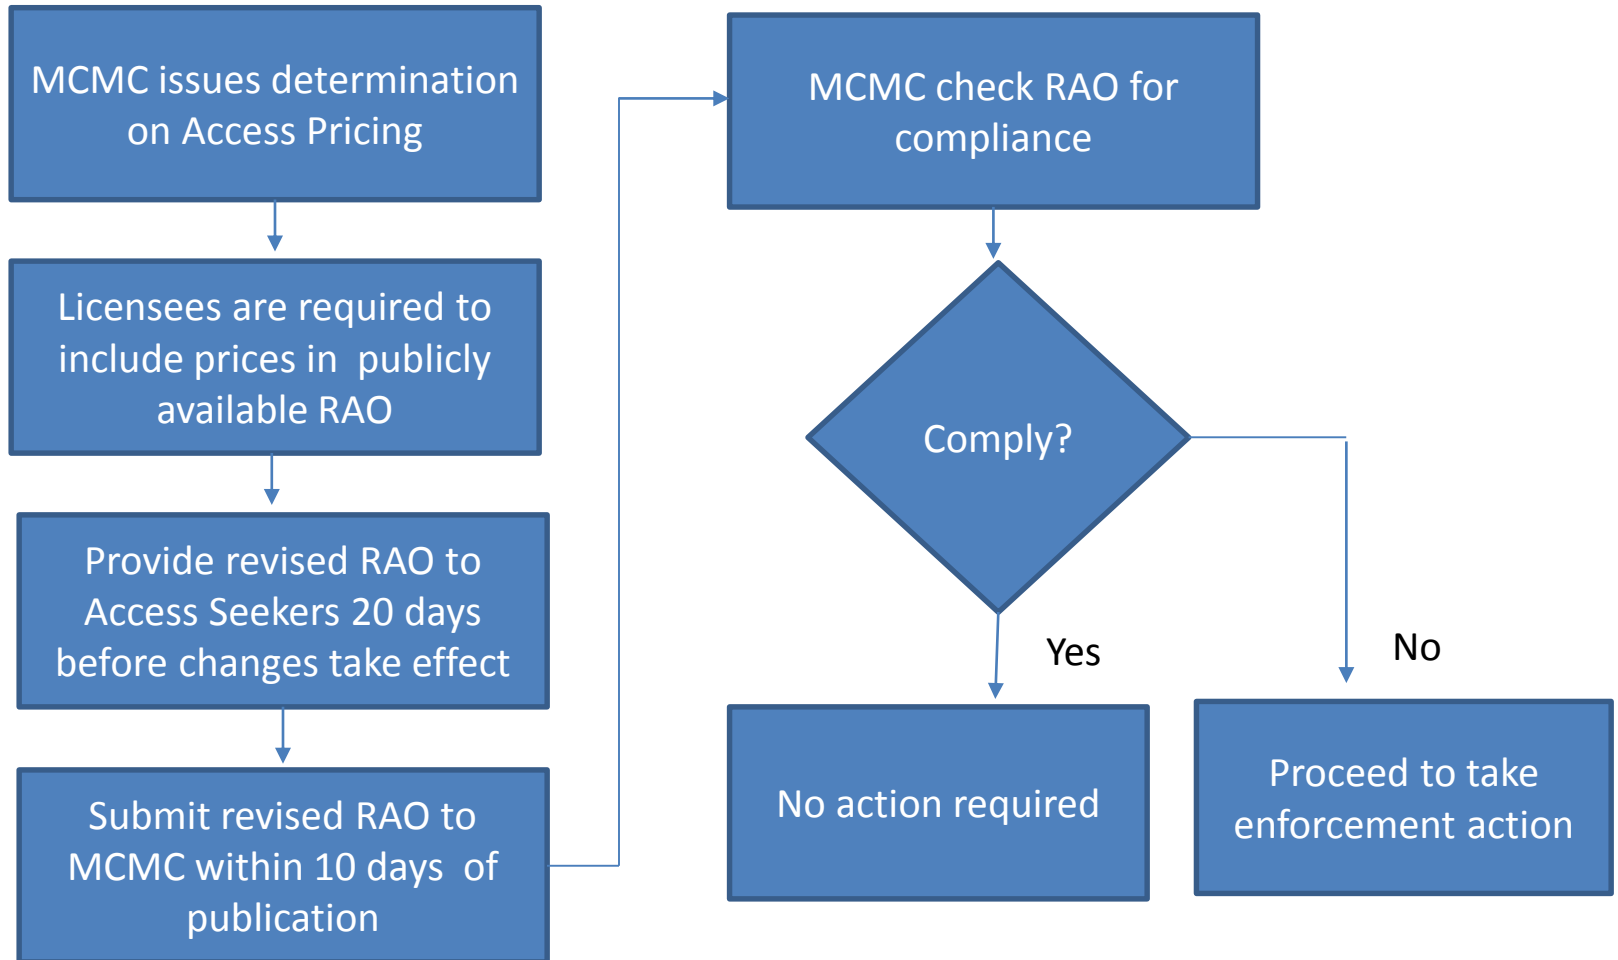 MCMC issues determination
on Access Pricing
Licensees are required to
include prices in  publicly
available RAO
Provide revised RAO to
Access Seekers 20 days
before changes take effect
Submit revised RAO to
MCMC within 10 days  of
publication
MCMC check RAO for
compliance
Comply?
Yes
No
No action required
Proceed to take
enforcement action